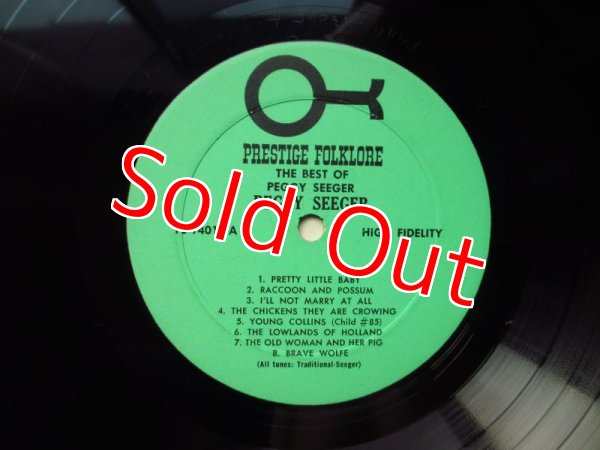 PRESTIGE FOLKLORE
THE BEST OF
PEGGY SEEGER
PEGGY SEEGER
HIGH FIDELITY
Sold Out
1. PRETTY LITTLE BABY
2. RACCOON AND POSSUM
3. I'LL NOT MARRY AT ALL
4. THE CHICKENS THEY ARE CROWING
5. YOUNG COLLINS (Child #85)
6. THE LOWLANDS OF HOLLAND
7. THE OLD WOMAN AND HER PIG
8. BRAVE WOLFE
(All tunes: Traditional-Seeger)